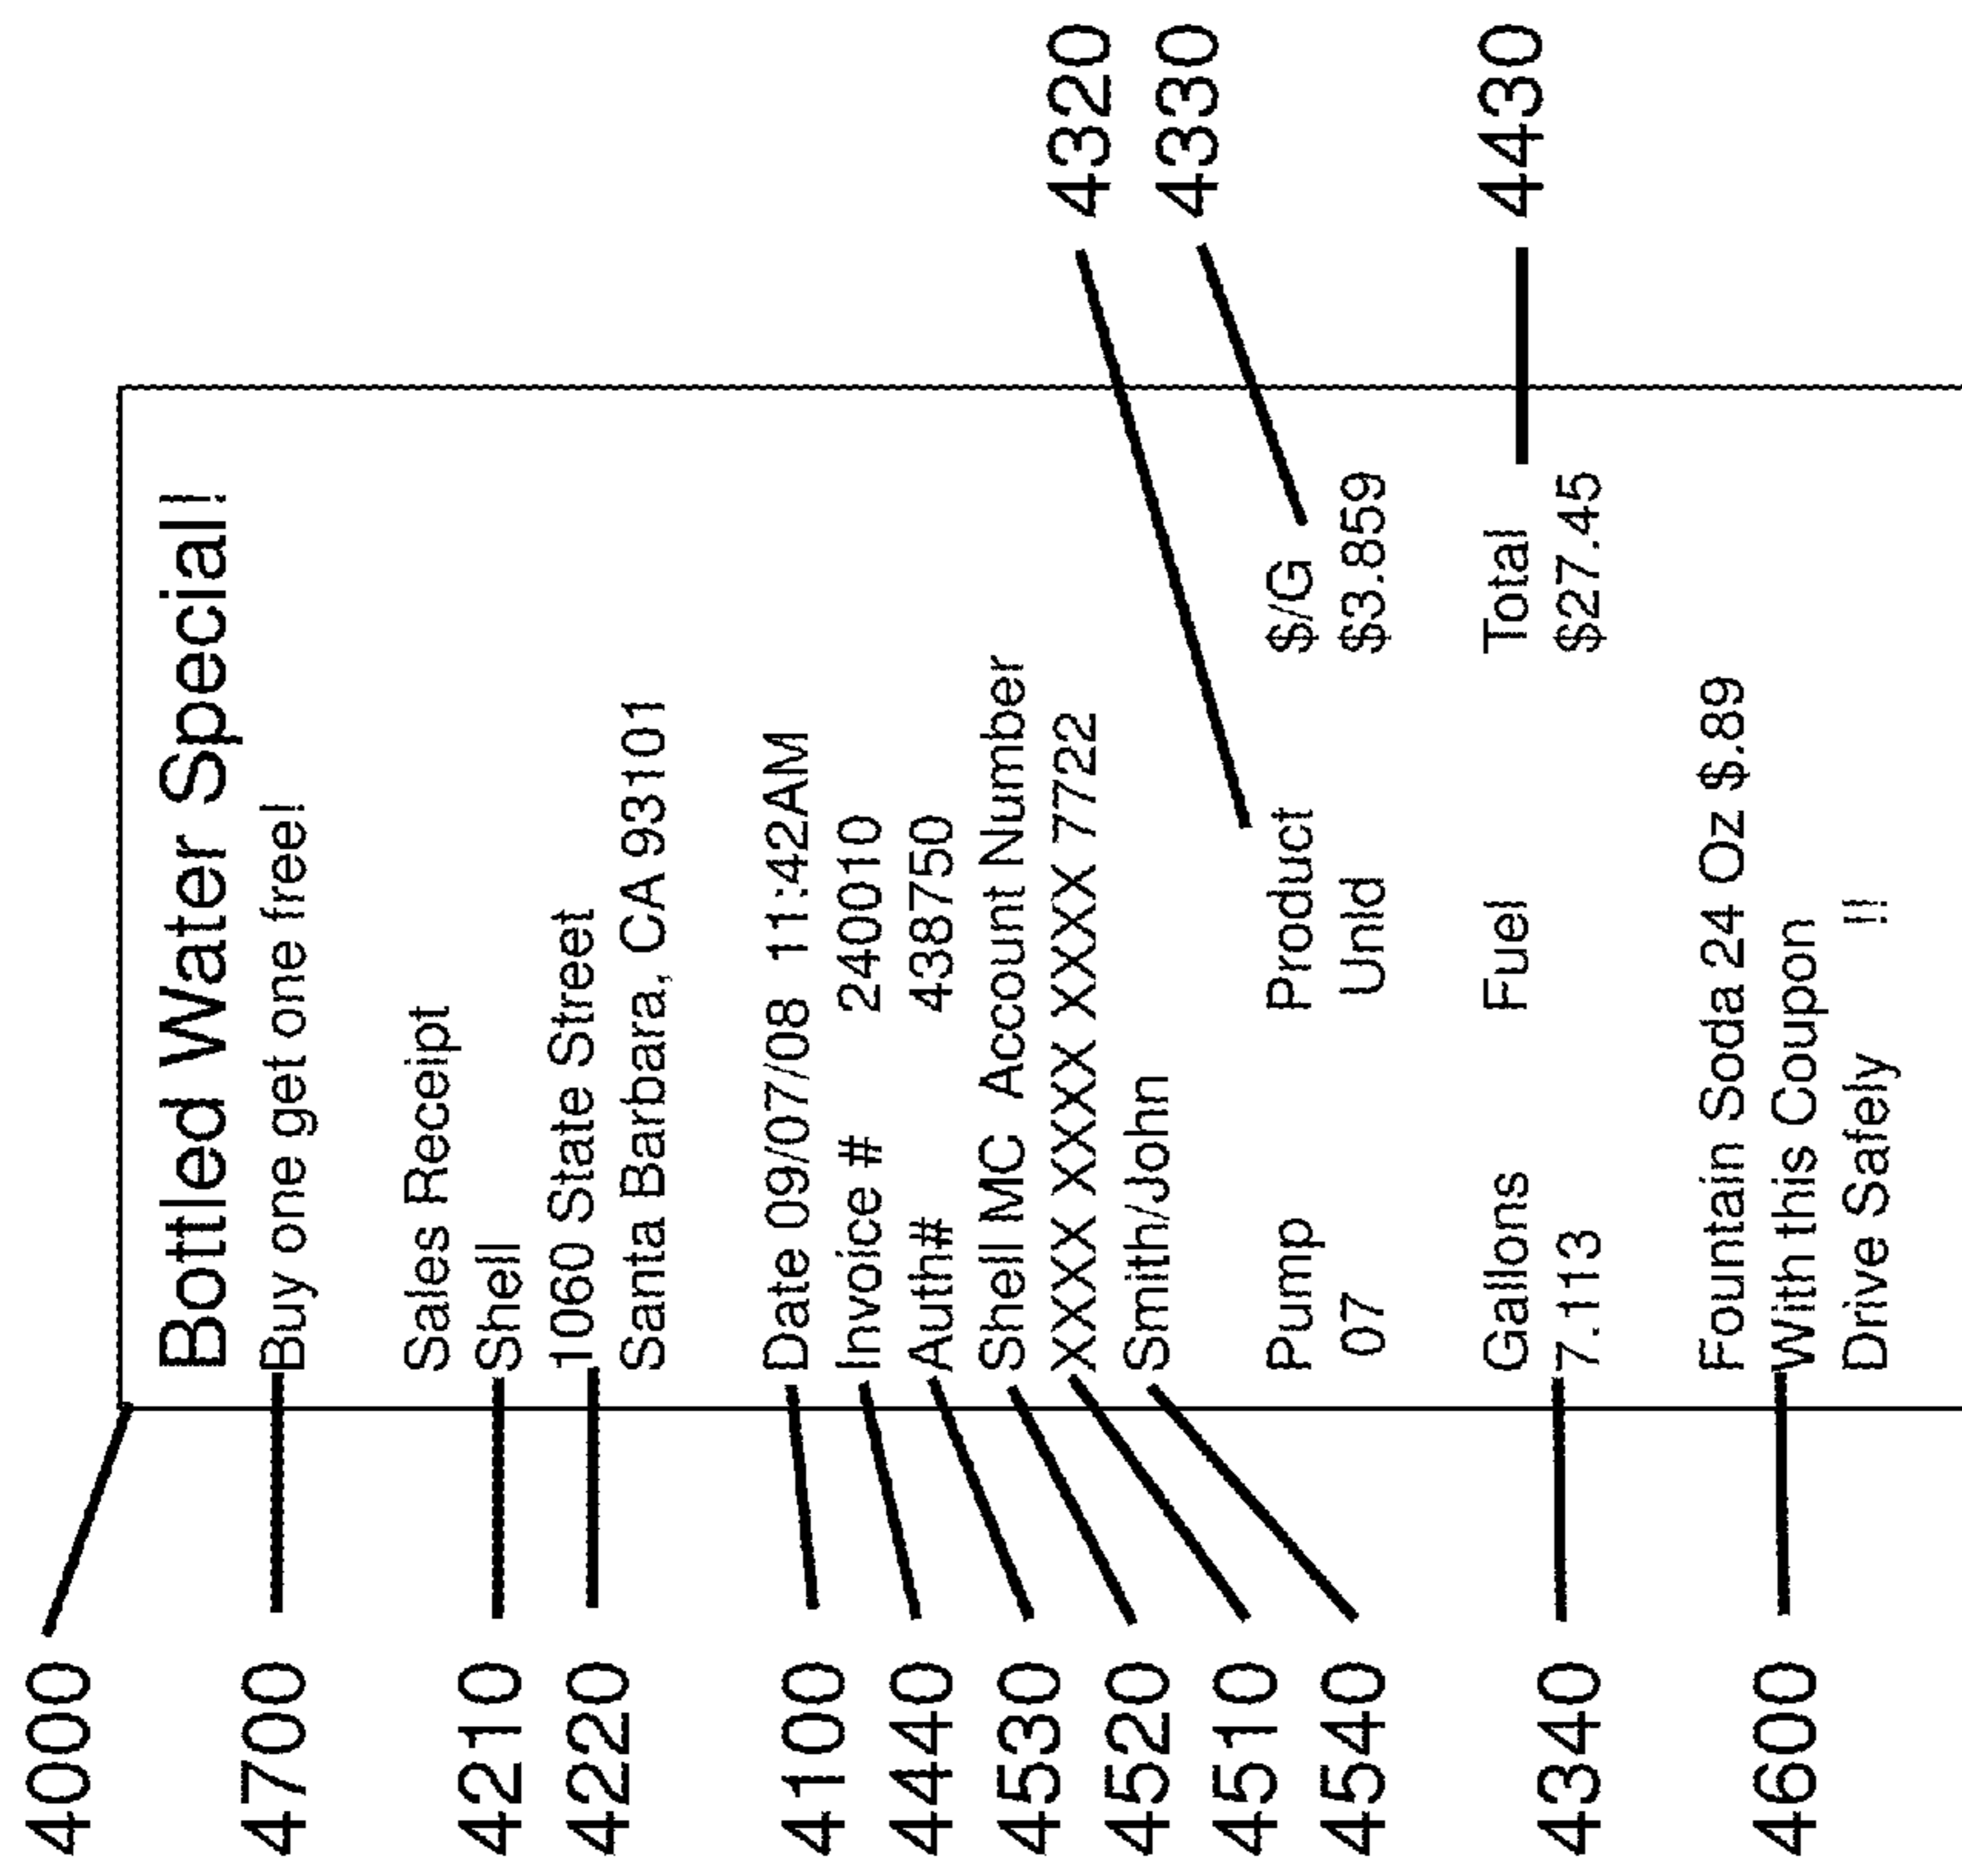 4000
Bottled Water Special!
4700 Buy one get one free!
Sales Receipt
4210 Shell
4220 1060 State Street
Santa Barbara, CA 93101
4100 Date 09/07/08 11:42AM
4440 Invoice # 240010
4530 Auth# 438750
4520 Shell MC Account Number
4510 XXXX XXXX XXXX XXXX 7722
4540 Smith/John
4320
4330
Pump Product $/G
07 Unld $3.859
Gallons Fuel Total 4430
4340 7.113 $27.45
Fountain Soda 24 Oz $.89
4600 With this Coupon
Drive Safely !!